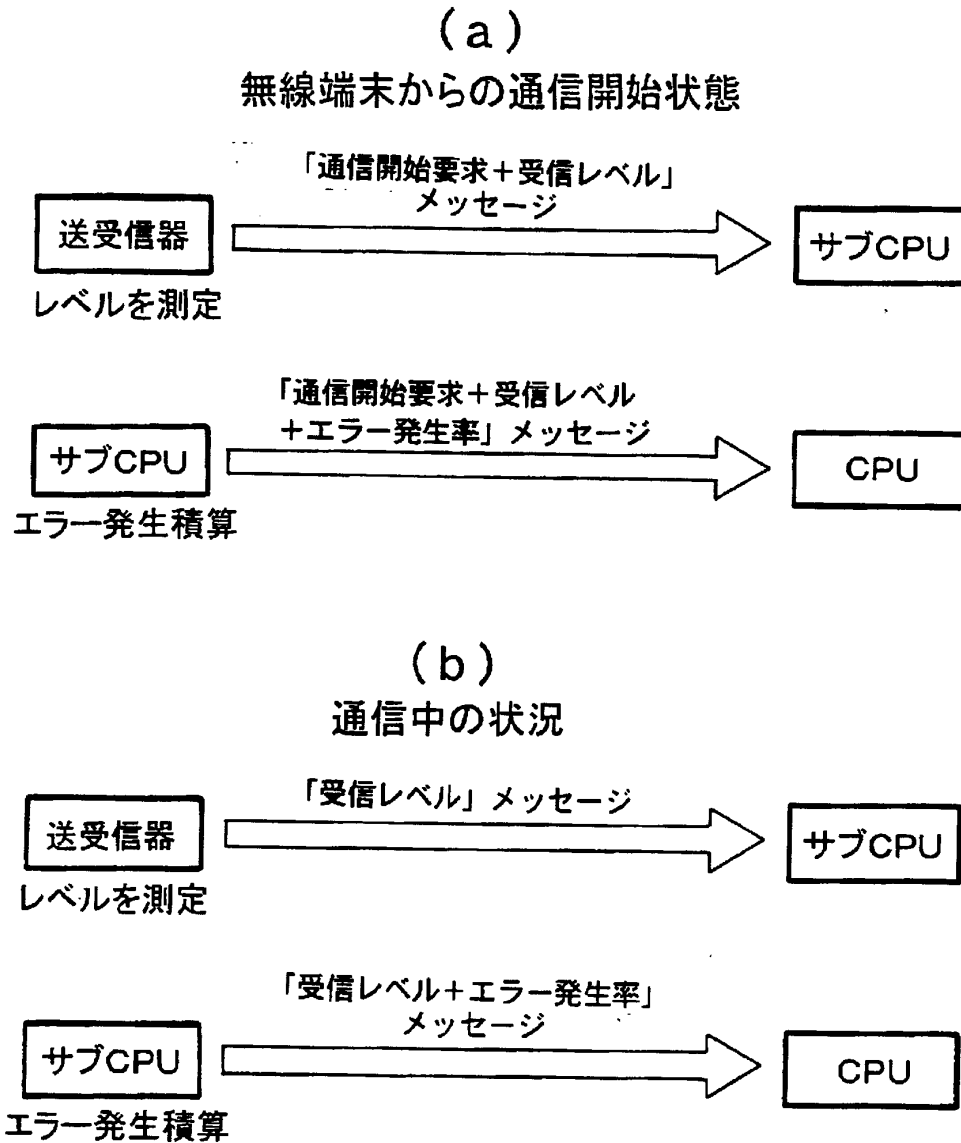 (a)
無線端末からの通信開始状態
「通信開始要求＋受信レベル」
メッセージ
送受信器
サブCPU
レベルを測定
「通信開始要求＋受信レベル
＋エラー発生率」メッセージ
サブCPU
CPU
エラー発生積算
(b)
通信中の状況
「受信レベル」メッセージ
送受信器
サブCPU
レベルを測定
「受信レベル＋エラー発生率」
メッセージ
サブCPU
CPU
エラー発生積算